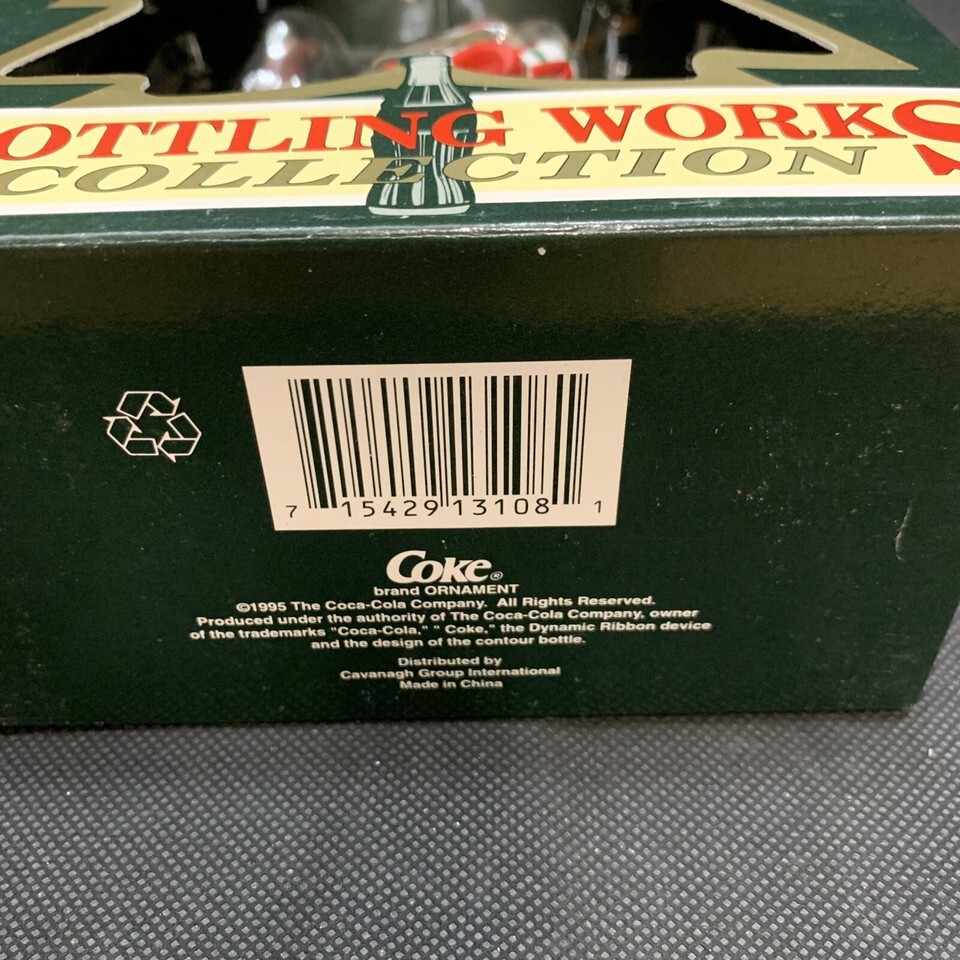 OTTLING WORKS
COLLECTION
7 15429 13108 1
Coke®
brand ORNAMENT
©1995 The Coca-Cola Company. All Rights Reserved.
Produced under the authority of The Coca-Cola Company, owner
of the trademarks "Coca-Cola," " Coke," the Dynamic Ribbon device
and the design of the contour bottle.
Distributed by
Cavanagh Group International
Made in China